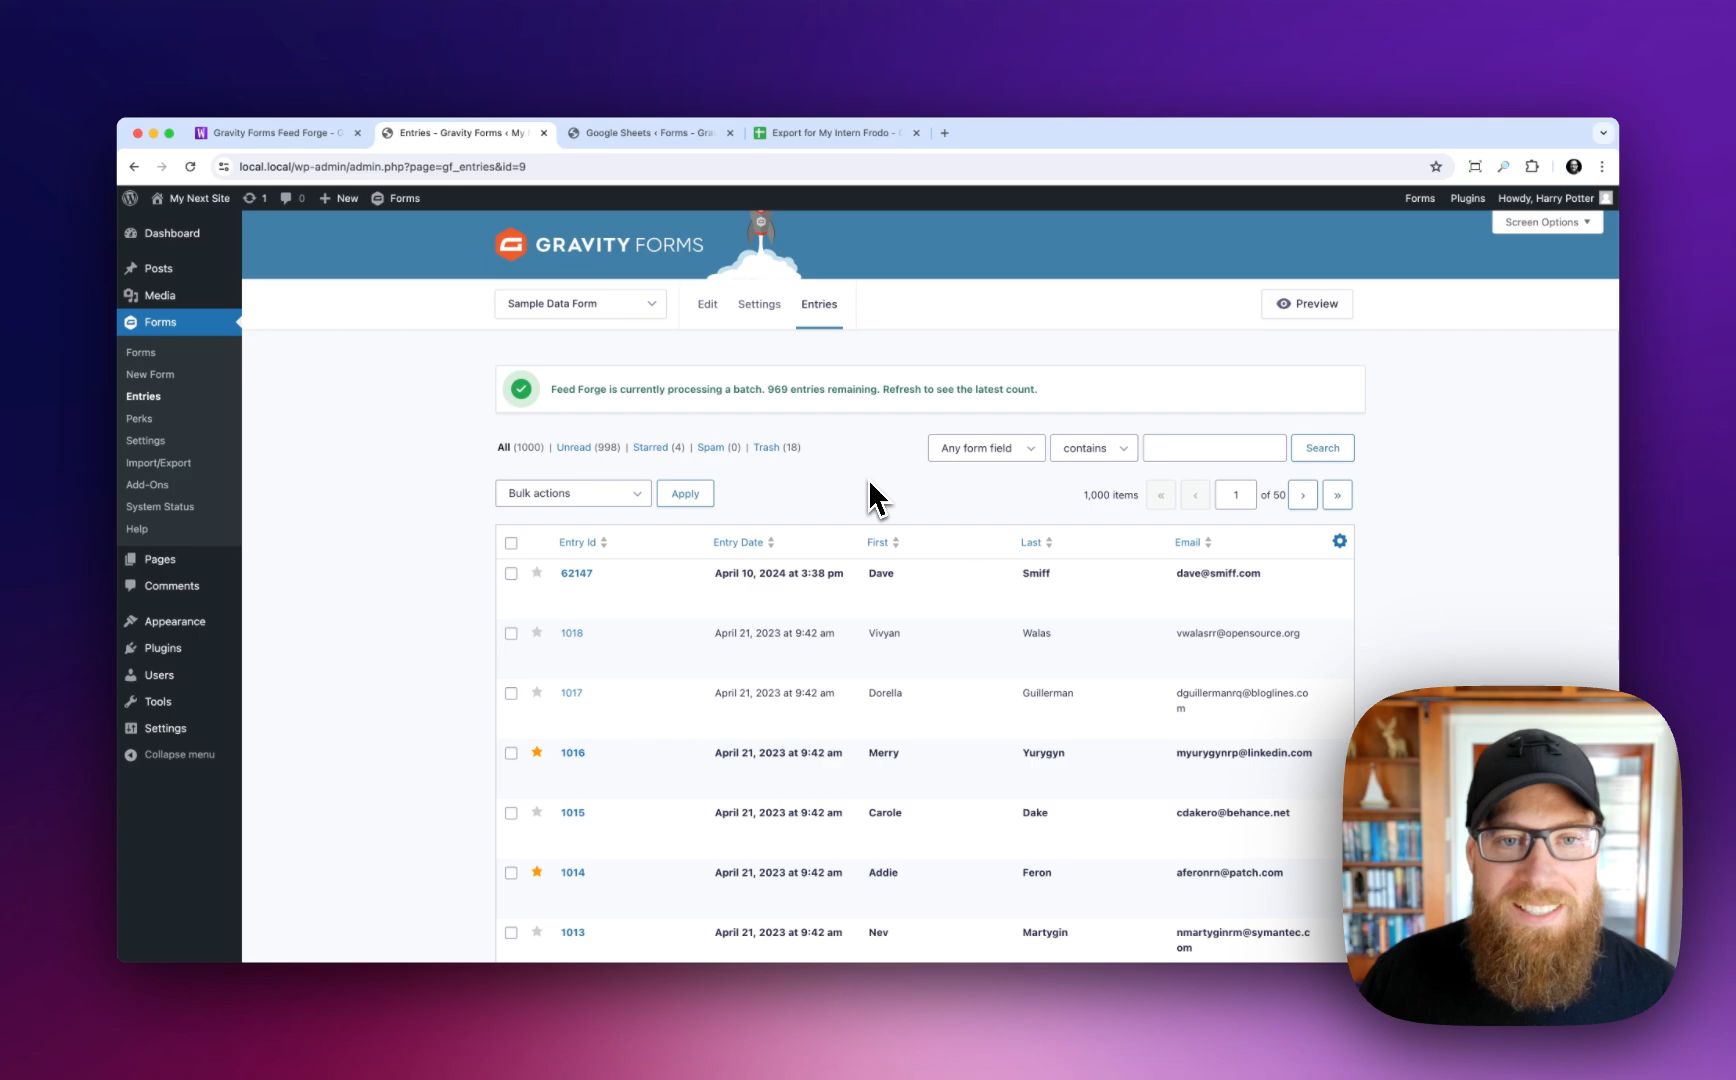 Gravity Forms Feed Forge - G
Entries - Gravity Forms ‹ My
Google Sheets ‹ Forms - Gra
Export for My Intern Frodo -
local.local/wp-admin/admin.php?page=gf_entries&id=9
My Next Site
1
0
New
Forms
Forms
Plugins
Howdy, Harry Potter
Screen Options
Dashboard
Posts
Media
Forms
Forms
New Form
Entries
Perks
Settings
Import/Export
Add-Ons
System Status
Help
Pages
Comments
Appearance
Plugins
Users
Tools
Settings
Collapse menu
GRAVITY FORMS
Sample Data Form
Edit
Settings
Entries
Preview
Feed Forge is currently processing a batch. 969 entries remaining. Refresh to see the latest count.
All (1000) | Unread (998) | Starred (4) | Spam (0) | Trash (18)
Any form field
contains
Search
Bulk actions
Apply
1,000 items « ‹ 1 of 50 › »
Entry Id Entry Date First Last Email
62147 April 10, 2024 at 3:38 pm Dave Smiff dave@smiff.com
1018 April 21, 2023 at 9:42 am Vivyan Walas vwalasrr@opensource.org
1017 April 21, 2023 at 9:42 am Dorella Guillerman dguillermanrq@bloglines.co
m
1016 April 21, 2023 at 9:42 am Merry Yurygyn myurygynrp@linkedin.com
1015 April 21, 2023 at 9:42 am Carole Dake cdakero@behance.net
1014 April 21, 2023 at 9:42 am Addie Feron aferonrn@patch.com
1013 April 21, 2023 at 9:42 am Nev Martygin nmartyginrm@symantec.c
om